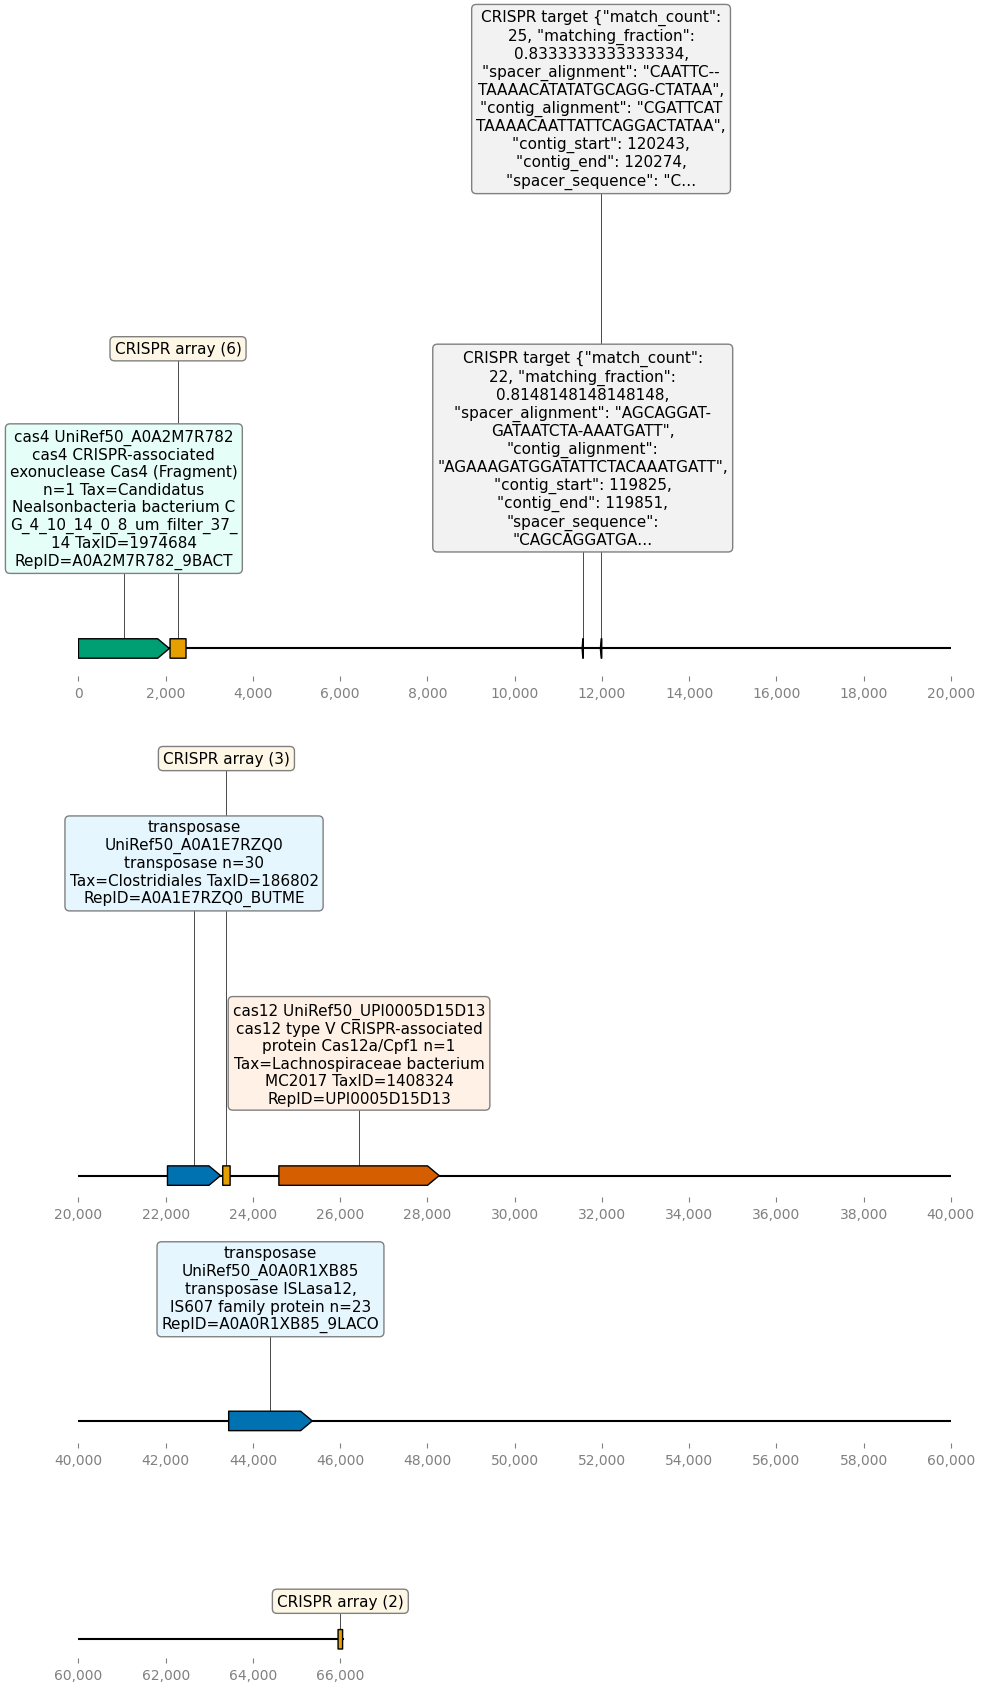 CRISPR target {"match_count":
25, "matching_fraction":
0.8333333333333334,
"spacer_alignment": "CAATTC--
TAAAACATATATGCAGG-CTATAA",
"contig_alignment": "CGATTCAT
TAAAACAATTATTCAGGACTATAA",
"contig_start": 120243,
"contig_end": 120274,
"spacer_sequence": "C...
CRISPR array (6)
CRISPR target {"match_count":
22, "matching_fraction":
0.8148148148148148,
"spacer_alignment": "AGCAGGAT-
GATAATCTA-AAATGATT",
"contig_alignment":
"AGAAAGATGGATATTCTACAAATGATT",
"contig_start": 119825,
"contig_end": 119851,
"spacer_sequence":
"CAGCAGGATGA...
cas4 UniRef50_A0A2M7R782
cas4 CRISPR-associated
exonuclease Cas4 (Fragment)
n=1 Tax=Candidatus
Nealsonbacteria bacterium C
G_4_10_14_0_8_um_filter_37_
14 TaxID=1974684
RepID=A0A2M7R782_9BACT
0 2,000 4,000 6,000 8,000 10,000 12,000 14,000 16,000 18,000 20,000
CRISPR array (3)
transposase
UniRef50_A0A1E7RZQ0
transposase n=30
Tax=Clostridiales TaxID=186802
RepID=A0A1E7RZQ0_BUTME
cas12 UniRef50_UPI0005D15D13
cas12 type V CRISPR-associated
protein Cas12a/Cpf1 n=1
Tax=Lachnospiraceae bacterium
MC2017 TaxID=1408324
RepID=UPI0005D15D13
20,000 22,000 24,000 26,000 28,000 30,000 32,000 34,000 36,000 38,000 40,000
transposase
UniRef50_A0A0R1XB85
transposase ISLasa12,
IS607 family protein n=23
RepID=A0A0R1XB85_9LACO
40,000 42,000 44,000 46,000 48,000 50,000 52,000 54,000 56,000 58,000 60,000
CRISPR array (2)
60,000 62,000 64,000 66,000